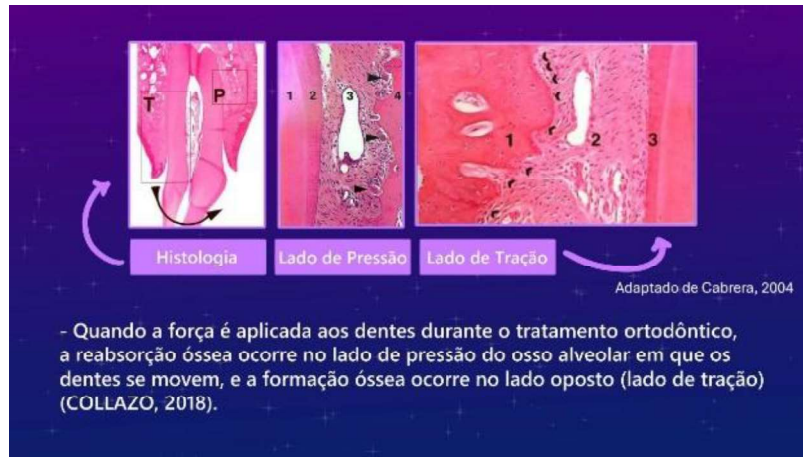 T
P
1
2
3
4
1
2
3
Histologia
Lado de Pressão
Lado de Tração
Adaptado de Cabrera, 2004
- Quando a força é aplicada aos dentes durante o tratamento ortodôntico,
a reabsorção óssea ocorre no lado de pressão do osso alveolar em que os
dentes se movem, e a formação óssea ocorre no lado oposto (lado de tração)
(COLLAZO, 2018).